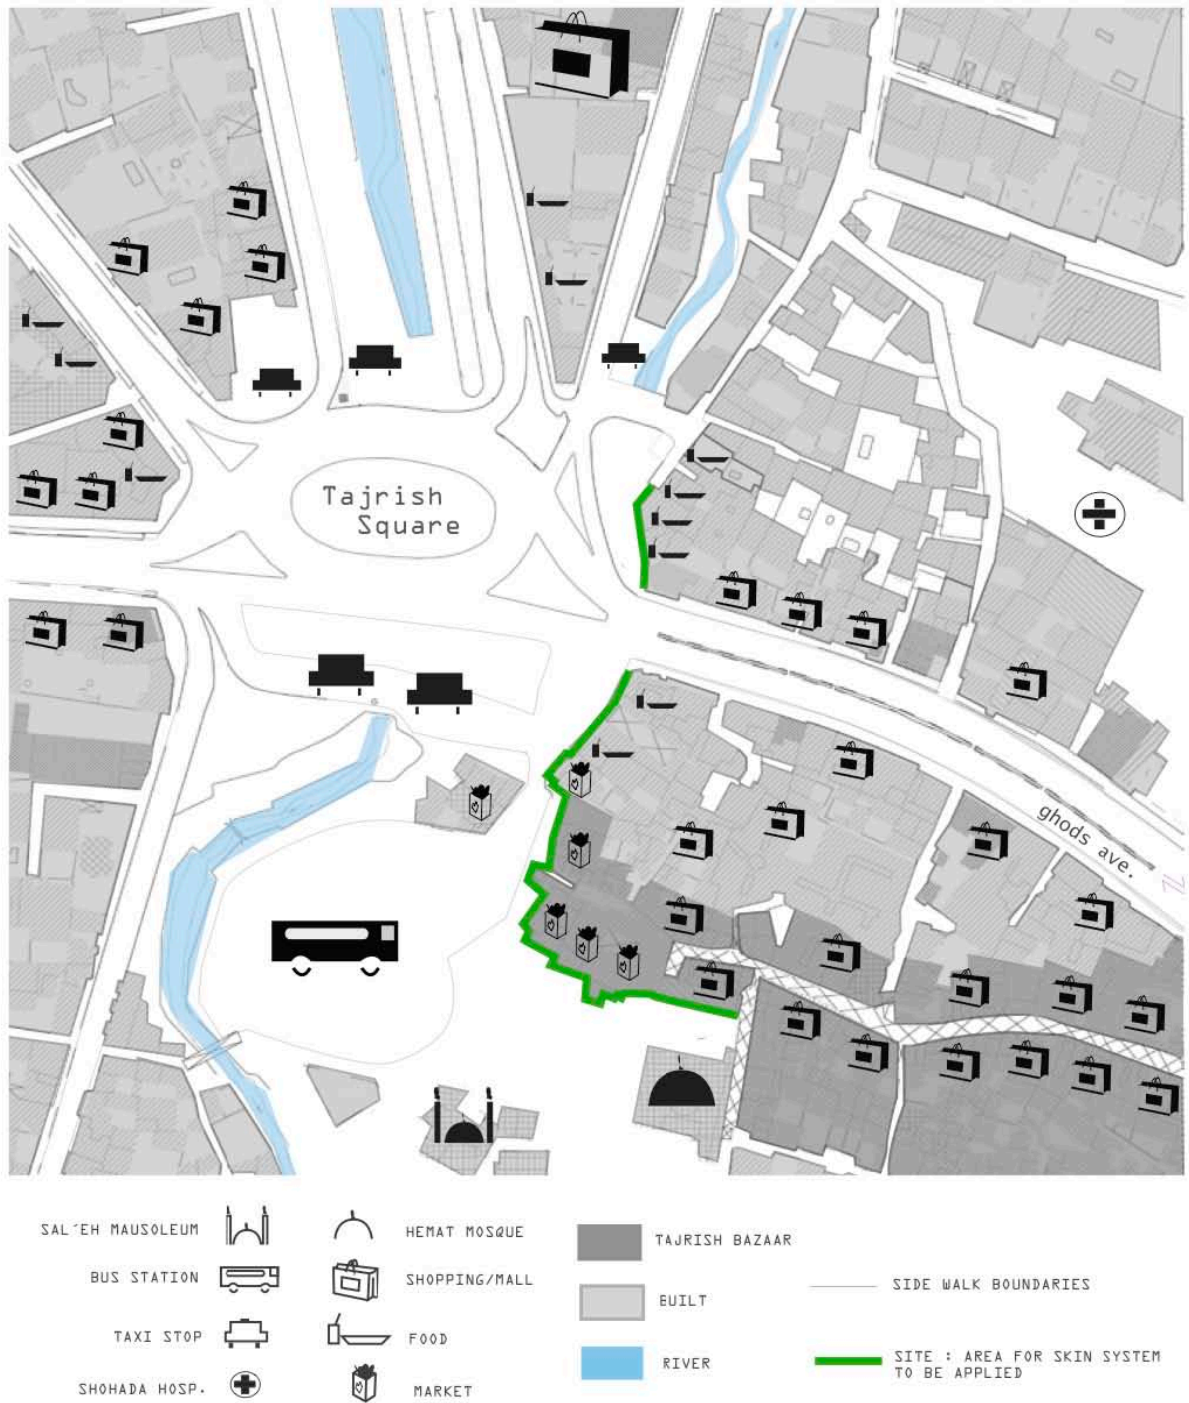 Tajrish
Square
ghods ave.
SAL´EH MAUSOLEUM
HEMAT MOSQUE
TAJRISH BAZAAR
BUS STATION
SHOPPING/MALL
SIDE WALK BOUNDARIES
BUILT
TAXI STOP
FOOD
RIVER
SITE : AREA FOR SKIN SYSTEM
TO BE APPLIED
SHOHADA HOSP.
MARKET